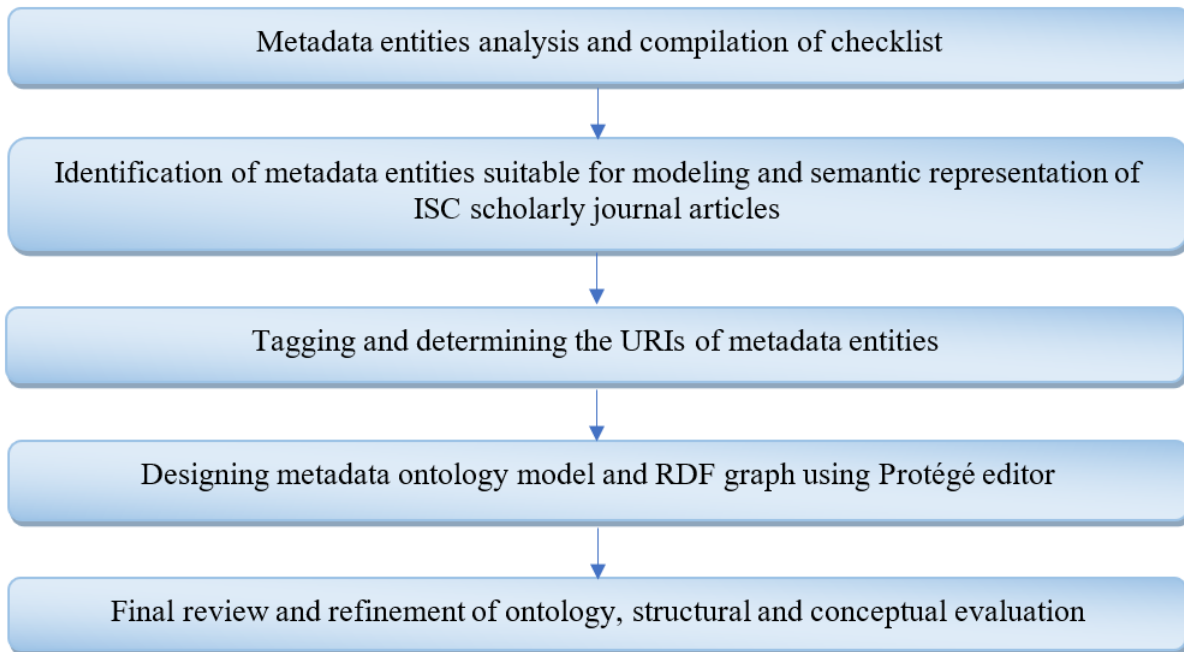 Metadata entities analysis and compilation of checklist
Identification of metadata entities suitable for modeling and semantic representation of
ISC scholarly journal articles
Tagging and determining the URIs of metadata entities
Designing metadata ontology model and RDF graph using Protégé editor
Final review and refinement of ontology, structural and conceptual evaluation